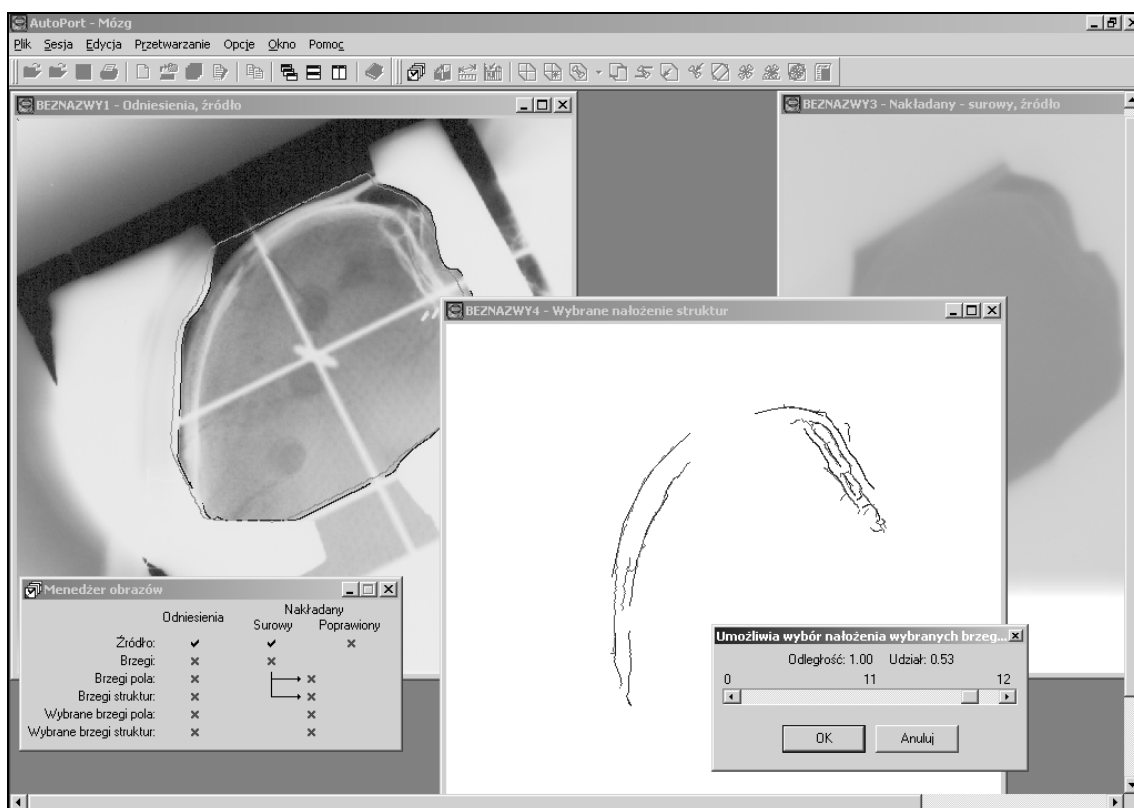 AutoPort - Mózg
Plik Sesja Edycja Przetwarzanie Opcje Okno Pomoc
BEZNAZWY1 - Odniesienia, źródło
BEZNAZWY3 - Nakładany - surowy, źródło
BEZNAZWY4 - Wybrane nałożenie struktur
Menedżer obrazów
Odniesienia Nakładany
Surowy Poprawiony
Źródło:
Brzegi:
Brzegi pola:
Brzegi struktur:
Wybrane brzegi pola:
Wybrane brzegi struktur:
Umożliwia wybór nałożenia wybranych brzeg...
Odległość: 1.00 Udział: 0.53
0 11 12
OK Anuluj